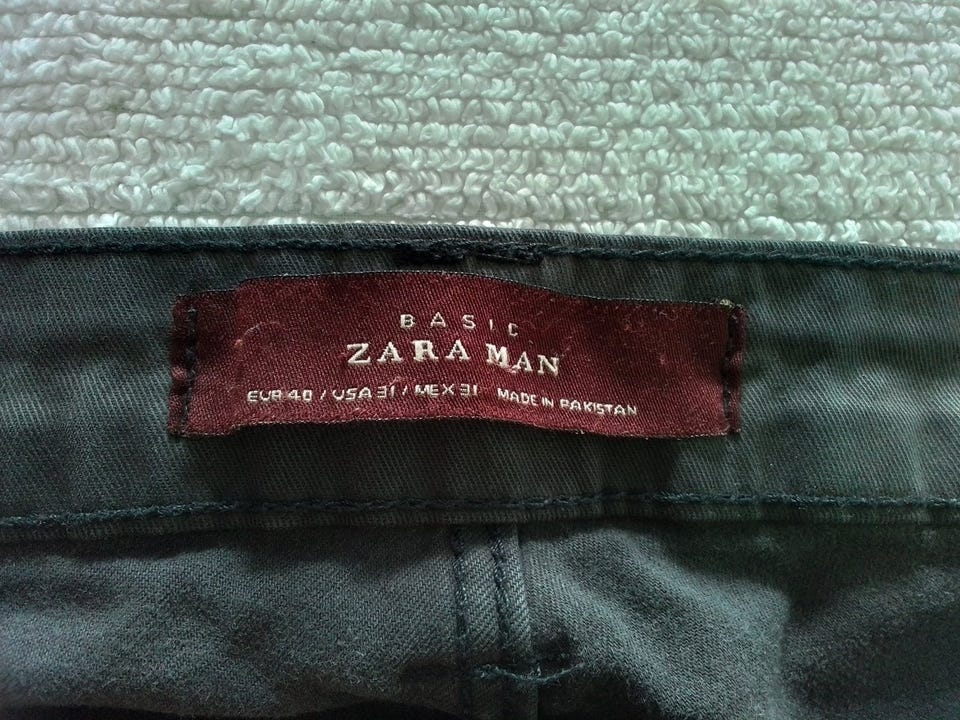 BASIC
ZARA MAN
EUR 40 / USA 31 / MEX 31 MADE IN PAKISTAN